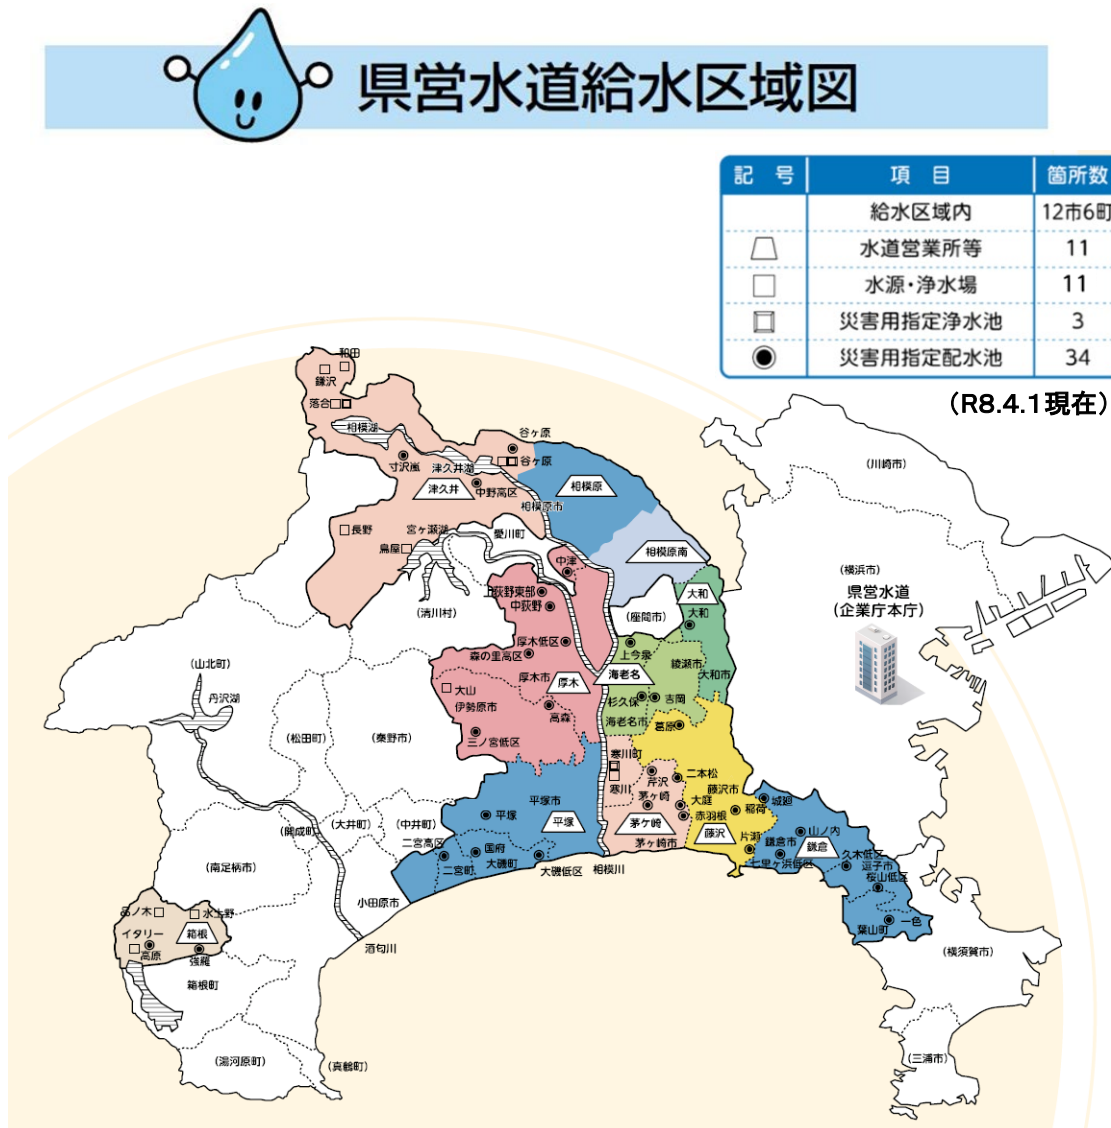 県営水道給水区域図
記 号 項 目 箇所数
給水区域内 12市6町
水道営業所等 11
水源・浄水場 11
災害用指定浄水池 3
災害用指定配水池 34
(R8.4.1現在)
和田
鎌沢
落合
相模湖
谷ヶ原
谷ヶ原
寸沢嵐
津久井湖
津久井
中野高区
相模原市
相模原
(川崎市)
長野
宮ヶ瀬湖
鳥屋
愛川町
中津
相模原南
(横浜市)
県営水道
(企業庁本庁)
荻野東部
中荻野
(清川村)
(座間市)
大和
大和
厚木低区
森の里高区
上今泉
綾瀬市
大和市
厚木市
厚木
海老名
(山北町)
丹沢湖
大山
伊勢原市
高森
杉久保
吉岡
海老名市
葛原
(松田町)
(秦野市)
三ノ宮低区
寒川町
寒川
芹沢
二本松
藤沢市
茅ヶ崎
大庭
稲荷
城廻
平塚市
平塚
平塚
茅ケ崎
赤羽根
藤沢
片瀬
山ノ内
鎌倉市
鎌倉
(開成町)
(大井町)
(中井町)
二宮高区
国府
二宮町
大磯町
大磯低区
相模川
茅ヶ崎市
七里ヶ浜低区
久木低区
逗子市
桜山低区
(南足柄市)
小田原市
一色
葉山町
品ノ木
水土野
イタリー
箱根
高原
強羅
酒匂川
箱根町
(横須賀市)
(湯河原町)
(真鶴町)
(三浦市)